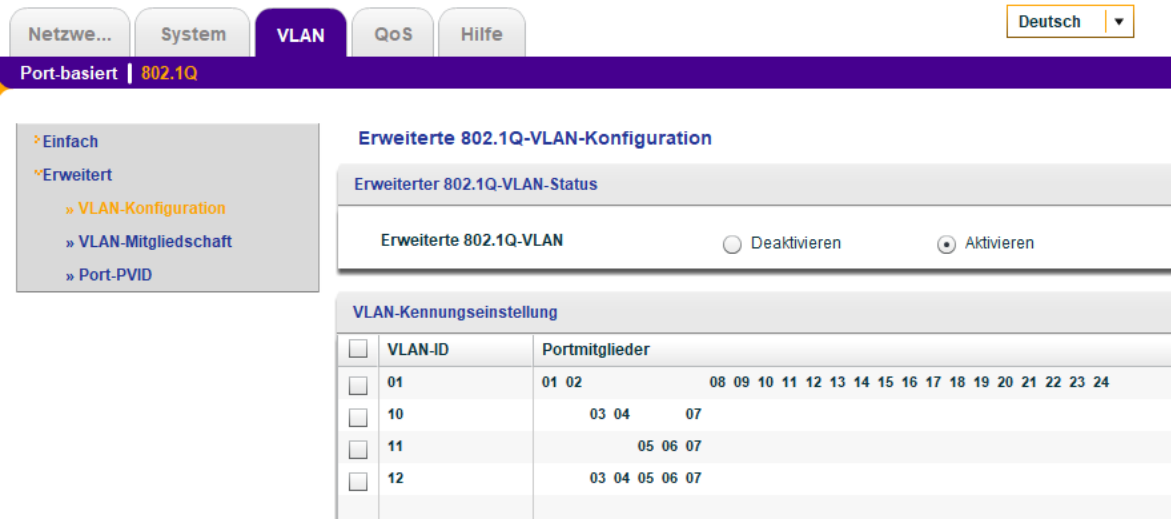 Netzwe... System VLAN QoS Hilfe Deutsch
Port-basiert 802.1Q
Einfach
Erweitert
» VLAN-Konfiguration
» VLAN-Mitgliedschaft
» Port-PVID
Erweiterte 802.1Q-VLAN-Konfiguration
Erweiterter 802.1Q-VLAN-Status
Erweiterte 802.1Q-VLAN Deaktivieren Aktivieren
VLAN-Kennungseinstellung
VLAN-ID Portmitglieder
01 01 02 08 09 10 11 12 13 14 15 16 17 18 19 20 21 22 23 24
10 03 04 07
11 05 06 07
12 03 04 05 06 07